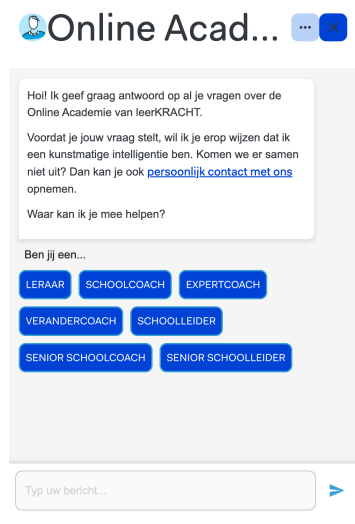 Online Acad...
Hoi! Ik geef graag antwoord op al je vragen over de
Online Academie van leerKRACHT.
Voordat je jouw vraag stelt, wil ik je erop wijzen dat ik
een kunstmatige intelligentie ben. Komen we er samen
niet uit? Dan kan je ook persoonlijk contact met ons
opnemen.
Waar kan ik je mee helpen?
Ben jij een...
LERAAR SCHOOLCOACH EXPERTCOACH
VERANDERCOACH SCHOOLLEIDER
SENIOR SCHOOLCOACH SENIOR SCHOOLLEIDER
Typ uw bericht...